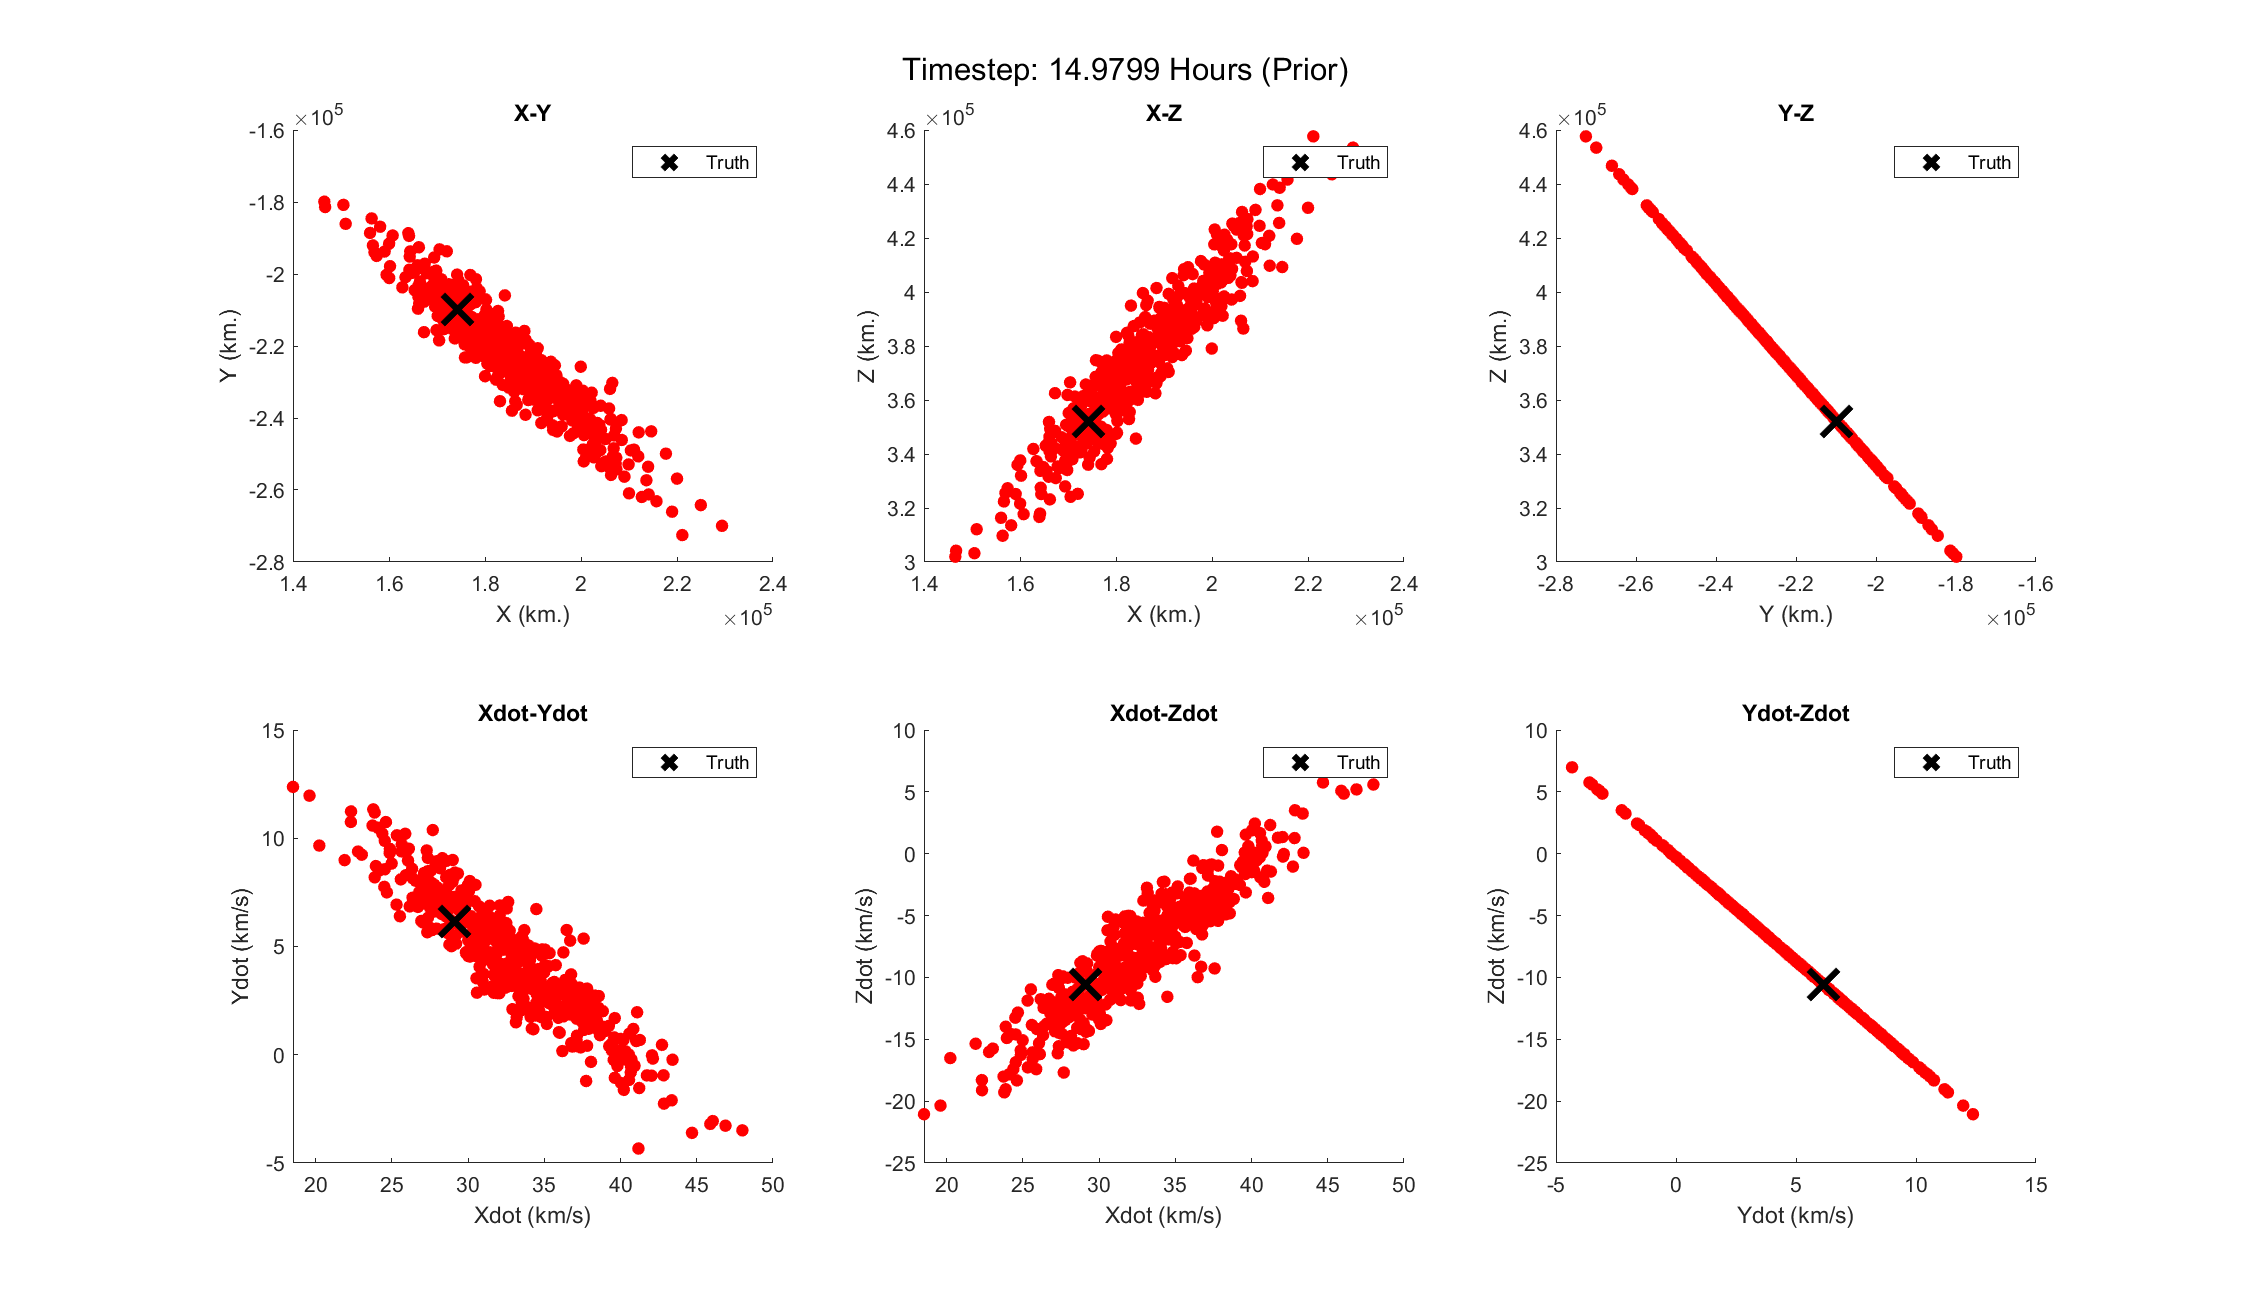 Timestep: 14.9799 Hours (Prior)
X-Y
×10^5
-1.6
-1.8
-2
-2.2
-2.4
-2.6
-2.8
Y (km.)
1.4 1.6 1.8 2 2.2 2.4
×10^5
X (km.)
Truth
X-Z
×10^5
4.6
4.4
4.2
4
3.8
3.6
3.4
3.2
3
Z (km.)
1.4 1.6 1.8 2 2.2 2.4
×10^5
X (km.)
Truth
Y-Z
×10^5
4.6
4.4
4.2
4
3.8
3.6
3.4
3.2
3
Z (km.)
-2.8 -2.6 -2.4 -2.2 -2 -1.8 -1.6
×10^5
Y (km.)
Truth
Xdot-Ydot
15
10
5
0
-5
Ydot (km/s)
20 25 30 35 40 45 50
Xdot (km/s)
Truth
Xdot-Zdot
10
5
0
-5
-10
-15
-20
-25
Zdot (km/s)
20 25 30 35 40 45 50
Xdot (km/s)
Truth
Ydot-Zdot
10
5
0
-5
-10
-15
-20
-25
Zdot (km/s)
-5 0 5 10 15
Ydot (km/s)
Truth